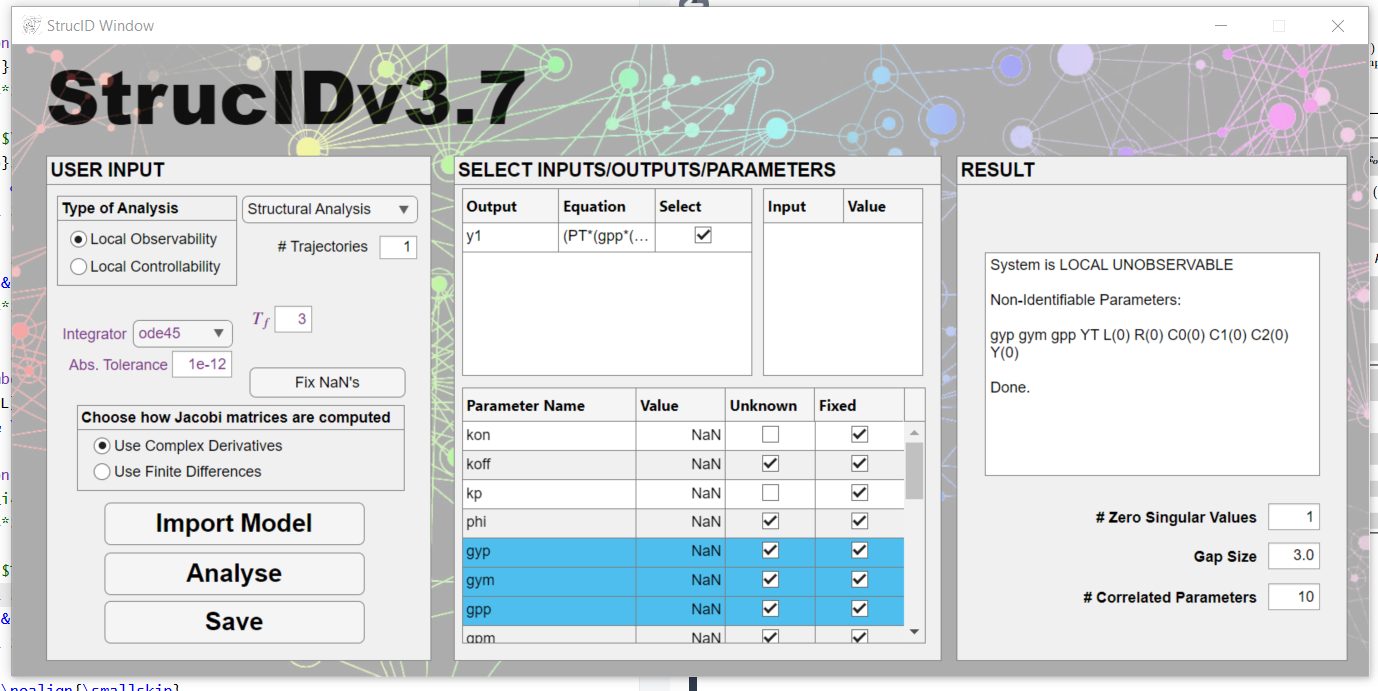 StrucID Window
StrucIDv3.7
USER INPUT
Type of Analysis
Structural Analysis
Local Observability
Local Controllability
# Trajectories 1
Integrator ode45
Tf 3
Abs. Tolerance 1e-12
Fix NaN's
Choose how Jacobi matrices are computed
Use Complex Derivatives
Use Finite Differences
Import Model
Analyse
Save
SELECT INPUTS/OUTPUTS/PARAMETERS
Output Equation Select
y1 (PT*(gpp*(...
Input Value
Parameter Name Value Unknown Fixed
kon NaN
koff NaN
kp NaN
phi NaN
gyp NaN
gym NaN
gpp NaN
gpm NaN
RESULT
System is LOCAL UNOBSERVABLE
Non-Identifiable Parameters:
gyp gym gpp YT L(0) R(0) C0(0) C1(0) C2(0)
Y(0)
Done.
# Zero Singular Values 1
Gap Size 3.0
# Correlated Parameters 10
\noalign{\smallskip}